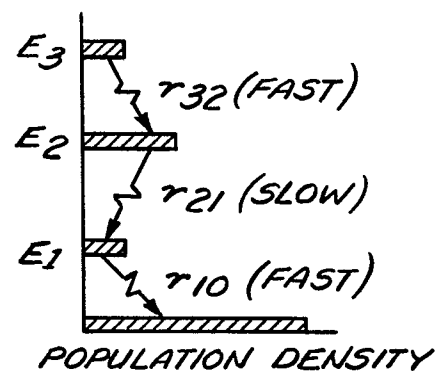 E3
r32 (FAST)
E2
r21 (SLOW)
E1
r10 (FAST)
POPULATION DENSITY